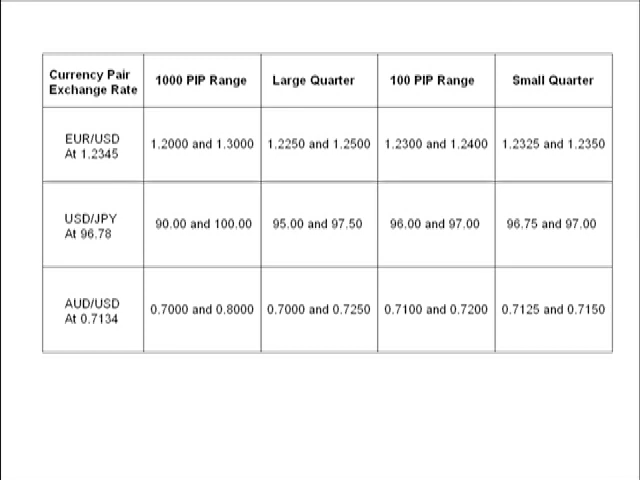 Currency Pair
Exchange Rate
1000 PIP Range
Large Quarter
100 PIP Range
Small Quarter
EUR/USD
At 1.2345
1.2000 and 1.3000
1.2250 and 1.2500
1.2300 and 1.2400
1.2325 and 1.2350
USD/JPY
At 96.78
90.00 and 100.00
95.00 and 97.50
96.00 and 97.00
96.75 and 97.00
AUD/USD
At 0.7134
0.7000 and 0.8000
0.7000 and 0.7250
0.7100 and 0.7200
0.7125 and 0.7150